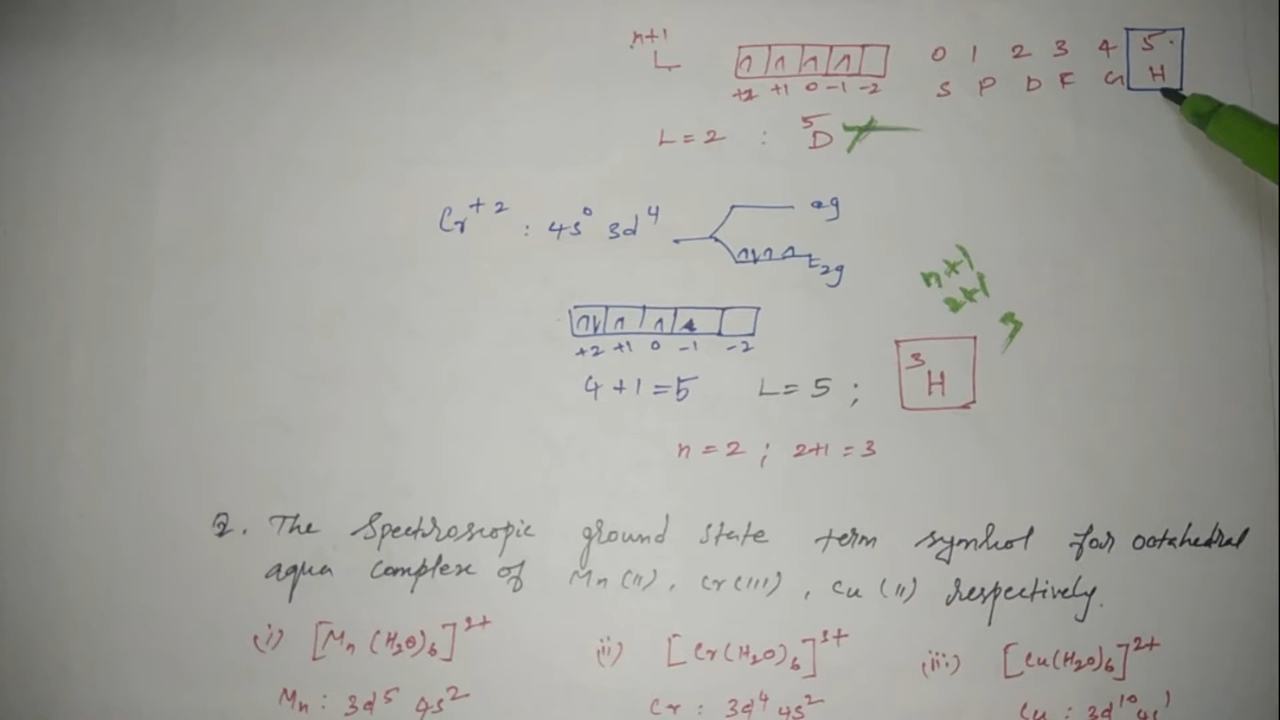 n+1
L
+2 +1 0 -1 -2
0 1 2 3 4 5
S P D F G H
L = 2 : ⁵D
Cr⁺² : 4s⁰ 3d⁴
eg
t₂g
n+1
2+1
3
+2 +1 0 -1 -2
4 + 1 = 5 L = 5 ; ³H
n = 2 ; 2+1 = 3
Q. The Spectroscopic ground state term symbol for octahedral
aqua complex of Mn(II), Cr(III), Cu(II) respectively.
(i) [Mn(H₂O)₆]²⁺ (ii) [Cr(H₂O)₆]³⁺ (iii) [Cu(H₂O)₆]²⁺
Mn : 3d⁵ 4s² Cr : 3d⁴ 4s² Cu : 3d¹⁰ 4s¹